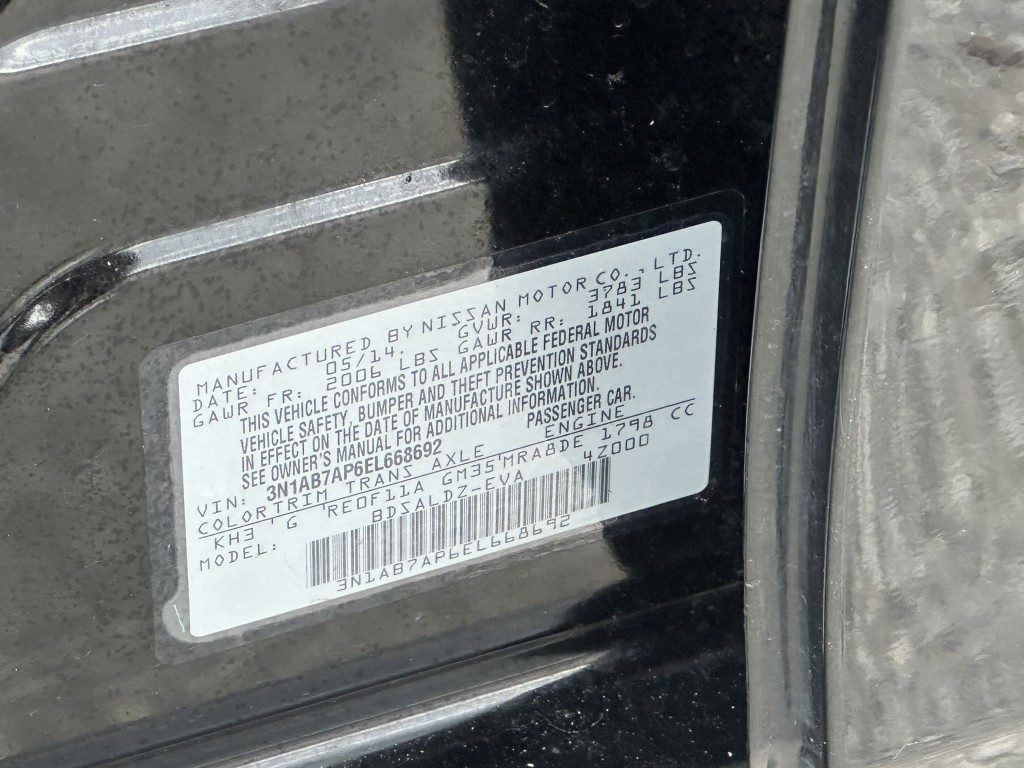 MANUFACTURED BY NISSAN MOTOR CO., LTD.
DATE: 05/14. GVWR: 3783 LBS
GAWR FR: 2006 LBS GAWR RR: 1841 LBS
THIS VEHICLE CONFORMS TO ALL APPLICABLE FEDERAL MOTOR
VEHICLE SAFETY, BUMPER AND THEFT PREVENTION STANDARDS
IN EFFECT ON THE DATE OF MANUFACTURE SHOWN ABOVE.
SEE OWNER'S MANUAL FOR ADDITIONAL INFORMATION.
VIN: 3N1AB7AP6EL668692 PASSENGER CAR.
COLOR TRIM TRANS AXLE ENGINE
KH3 'G 'RE0F11A GM35'MRA8DE 1798 CC
MODEL: BDSALDZ-EVA 4Z000
3N1AB7AP6EL668692